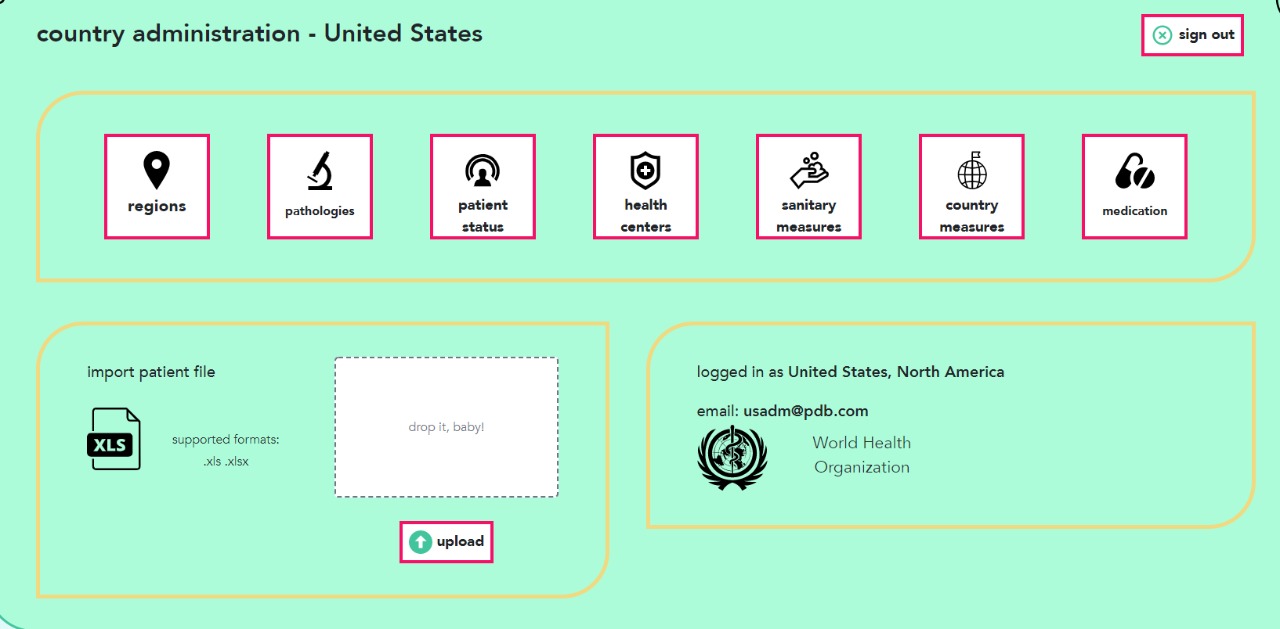 country administration - United States
sign out
regions
pathologies
patient
status
health
centers
sanitary
measures
country
measures
medication
import patient file
XLS
supported formats:
.xls .xlsx
drop it, baby!
upload
logged in as United States, North America
email: usadm@pdb.com
World Health
Organization